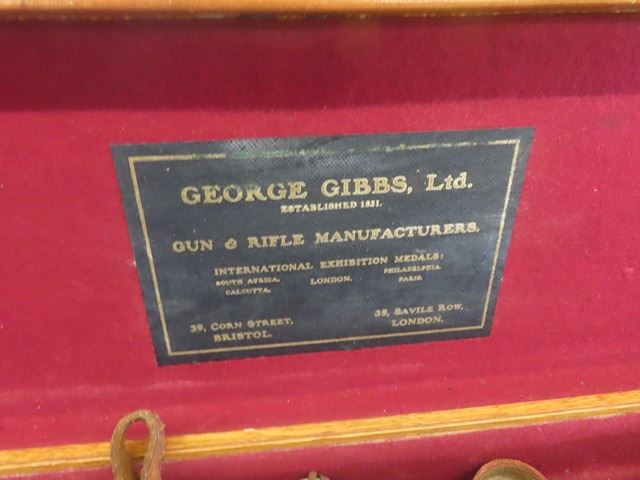 GEORGE GIBBS, Ltd.
ESTABLISHED 1831.
GUN & RIFLE MANUFACTURERS.
INTERNATIONAL EXHIBITION MEDALS:
SOUTH AFRICA. LONDON. PHILADELPHIA.
CALCUTTA. PARIS.
39, CORN STREET, 35, SAVILE ROW,
BRISTOL. LONDON.